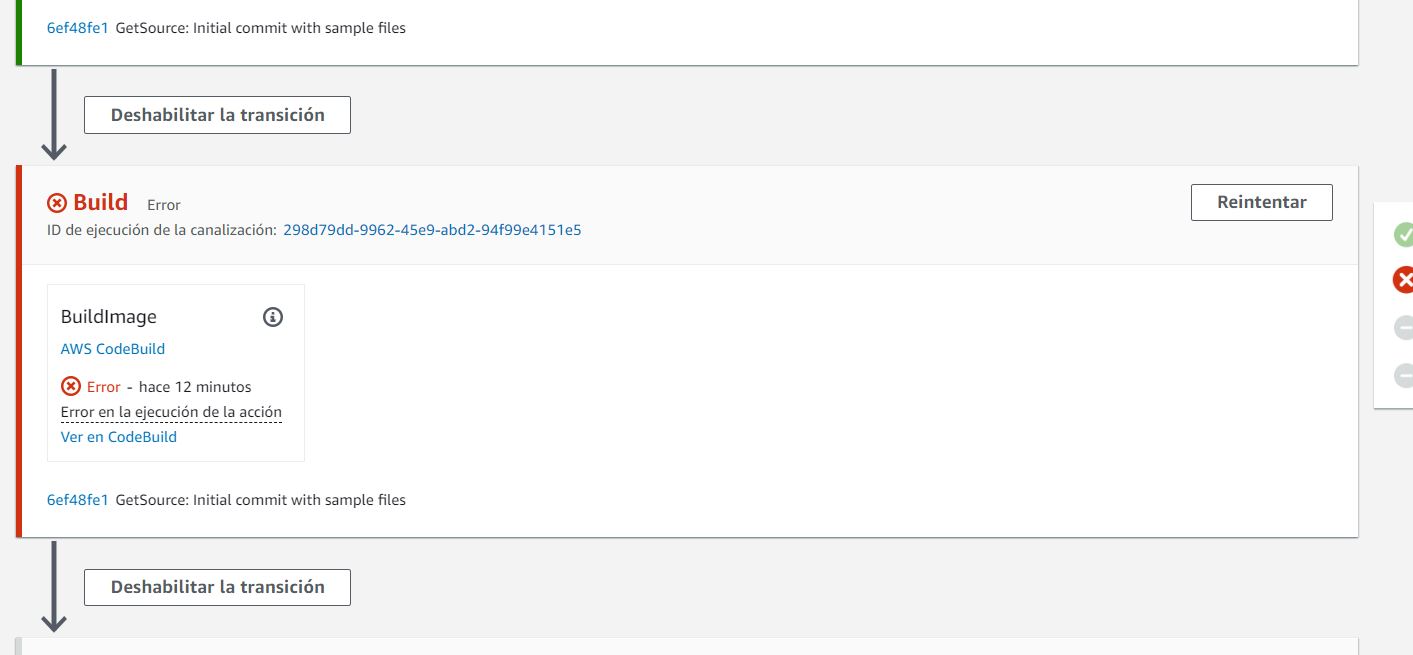 6ef48fe1 GetSource: Initial commit with sample files
Deshabilitar la transición
Build Error
Reintentar
ID de ejecución de la canalización: 298d79dd-9962-45e9-abd2-94f99e4151e5
BuildImage
AWS CodeBuild
Error - hace 12 minutos
Error en la ejecución de la acción
Ver en CodeBuild
6ef48fe1 GetSource: Initial commit with sample files
Deshabilitar la transición